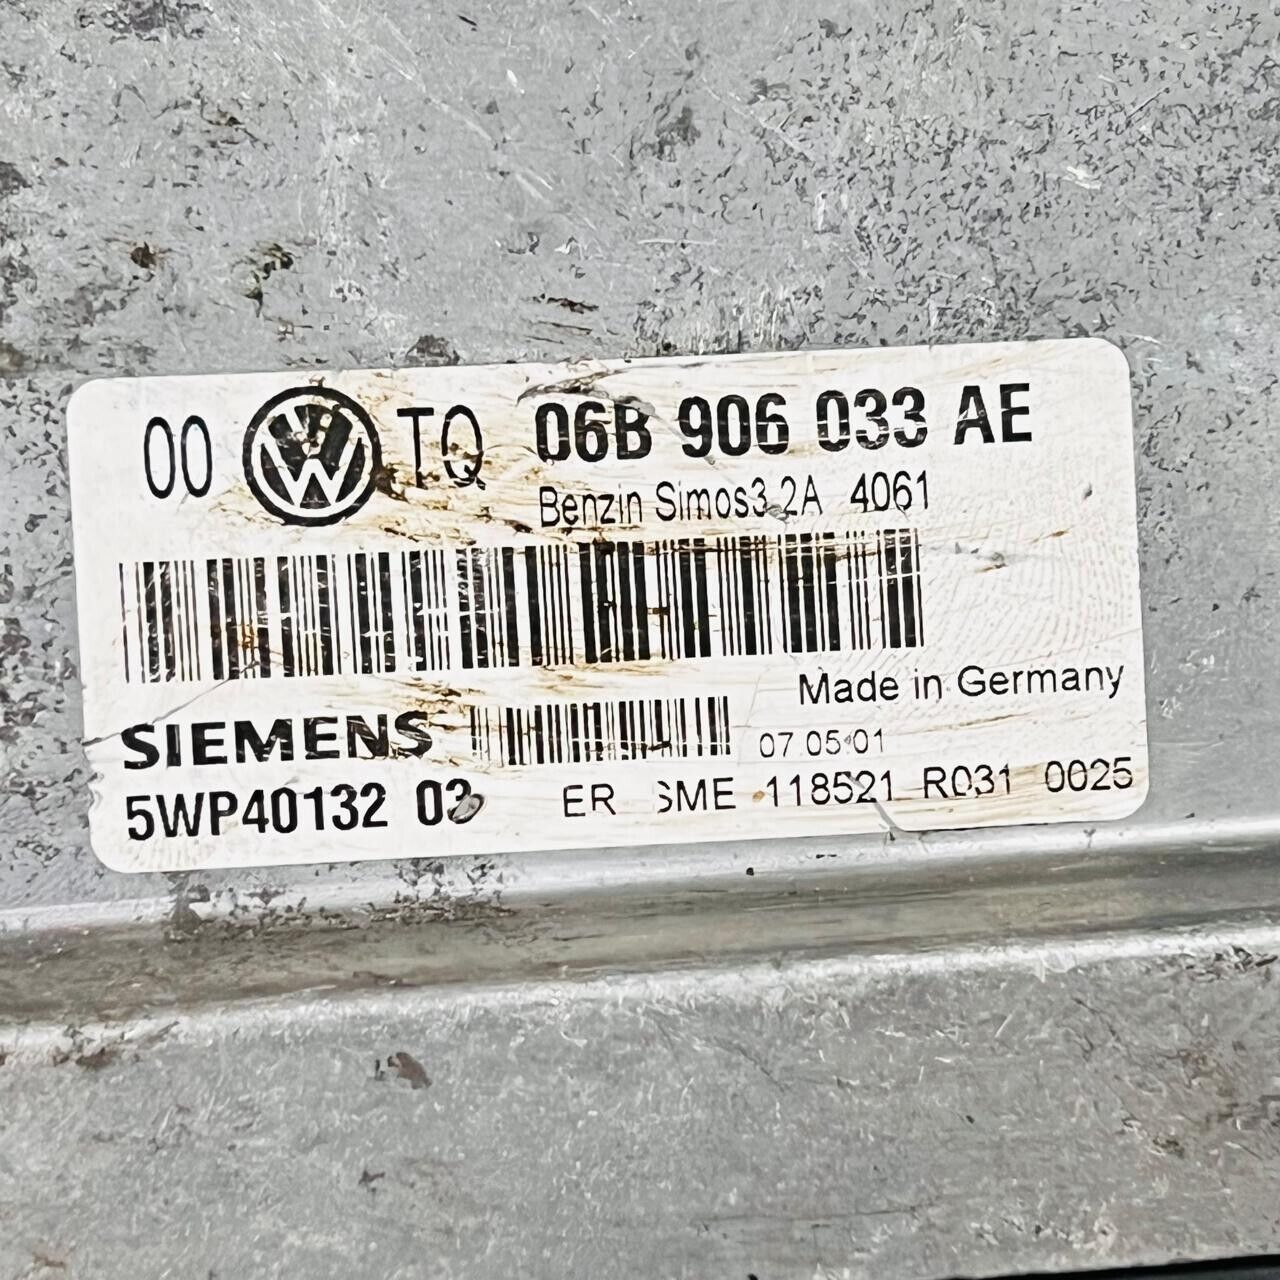 00 TQ 06B 906 033 AE
Benzin Simos3.2A 4061
Made in Germany
SIEMENS 07.05.01
5WP40132 ER SME 118521 R031 0025